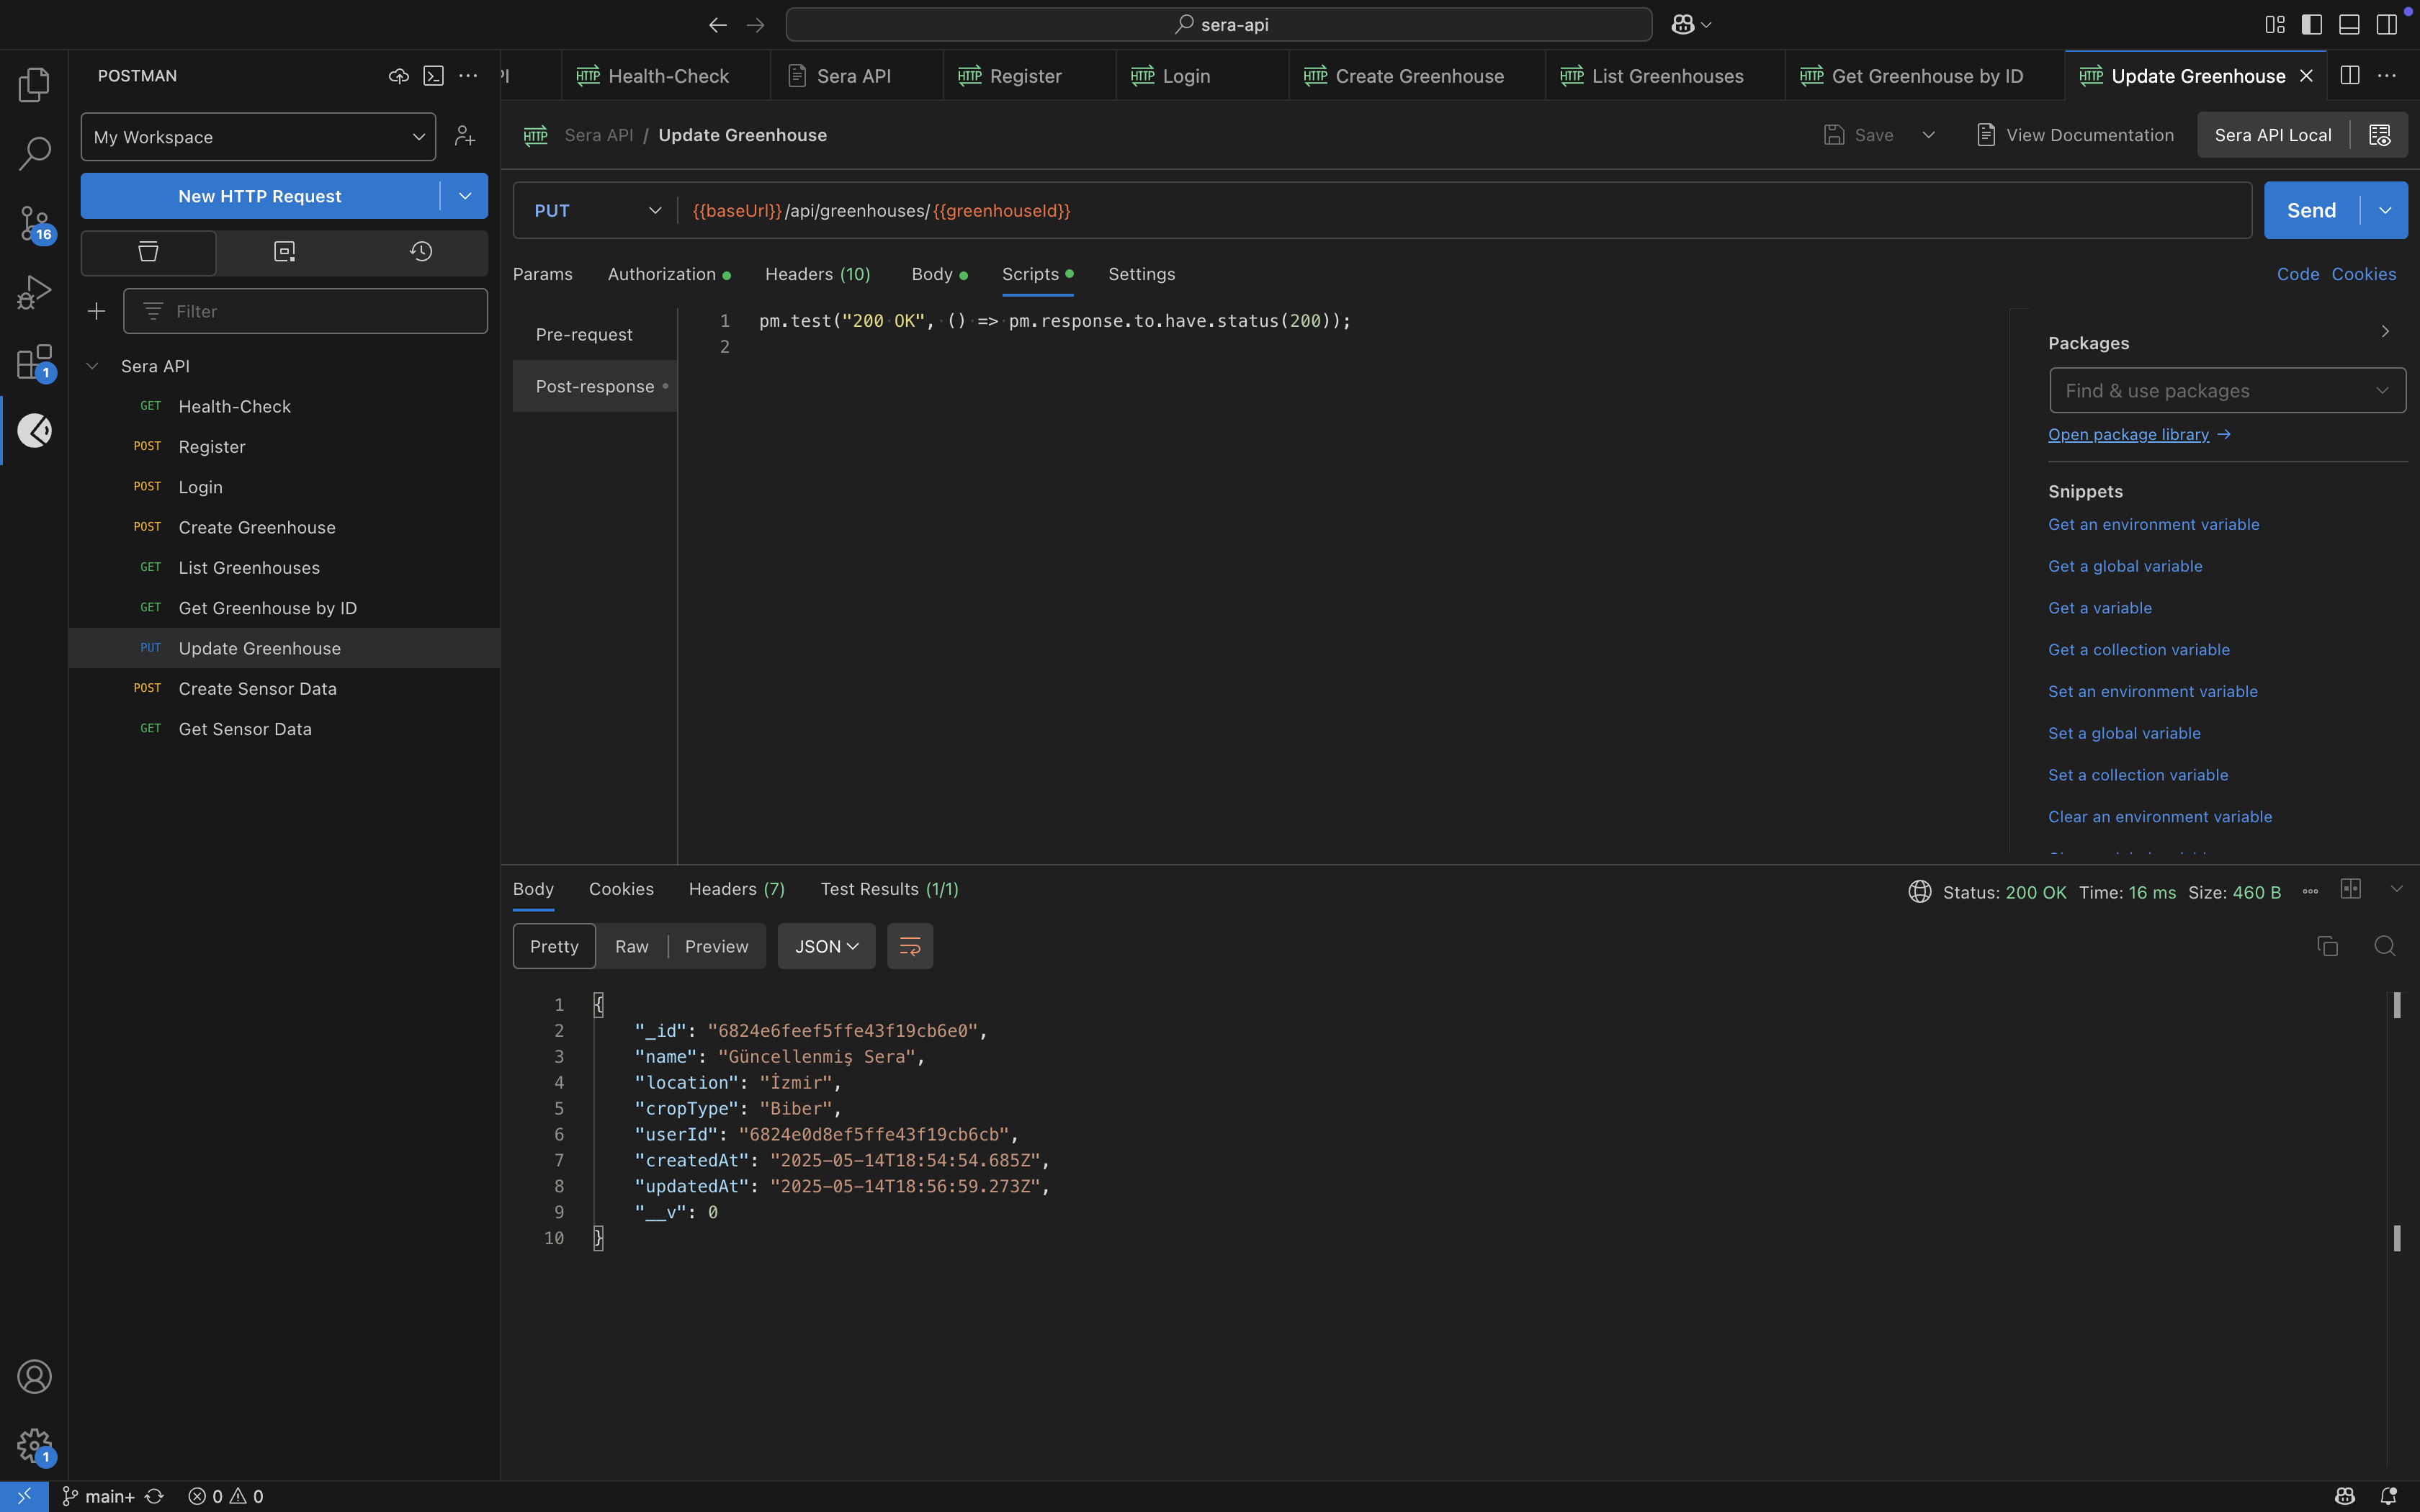 sera-api
POSTMAN
PI
Health-Check
Sera API
Register
Login
Create Greenhouse
List Greenhouses
Get Greenhouse by ID
Update Greenhouse
My Workspace
HTTP Sera API / Update Greenhouse
Save
View Documentation
Sera API Local
New HTTP Request
PUT
{{baseUrl}}/api/greenhouses/{{greenhouseId}}
Send
16
Params
Authorization
Headers (10)
Body
Scripts
Settings
Code
Cookies
Filter
Pre-request
Post-response
1 pm.test("200 OK", () => pm.response.to.have.status(200));
2
Packages
Find & use packages
Open package library →
Snippets
Get an environment variable
Get a global variable
Get a variable
Get a collection variable
Set an environment variable
Set a global variable
Set a collection variable
Clear an environment variable
1
Sera API
GET Health-Check
POST Register
POST Login
POST Create Greenhouse
GET List Greenhouses
GET Get Greenhouse by ID
PUT Update Greenhouse
POST Create Sensor Data
GET Get Sensor Data
Body
Cookies
Headers (7)
Test Results (1/1)
Status: 200 OK Time: 16 ms Size: 460 B
Pretty
Raw
Preview
JSON
1 {
2 "_id": "6824e6feef5ffe43f19cb6e0",
3 "name": "Güncellenmiş Sera",
4 "location": "İzmir",
5 "cropType": "Biber",
6 "userId": "6824e0d8ef5ffe43f19cb6cb",
7 "createdAt": "2025-05-14T18:54:54.685Z",
8 "updatedAt": "2025-05-14T18:56:59.273Z",
9 "__v": 0
10 }
1
main+
0
0